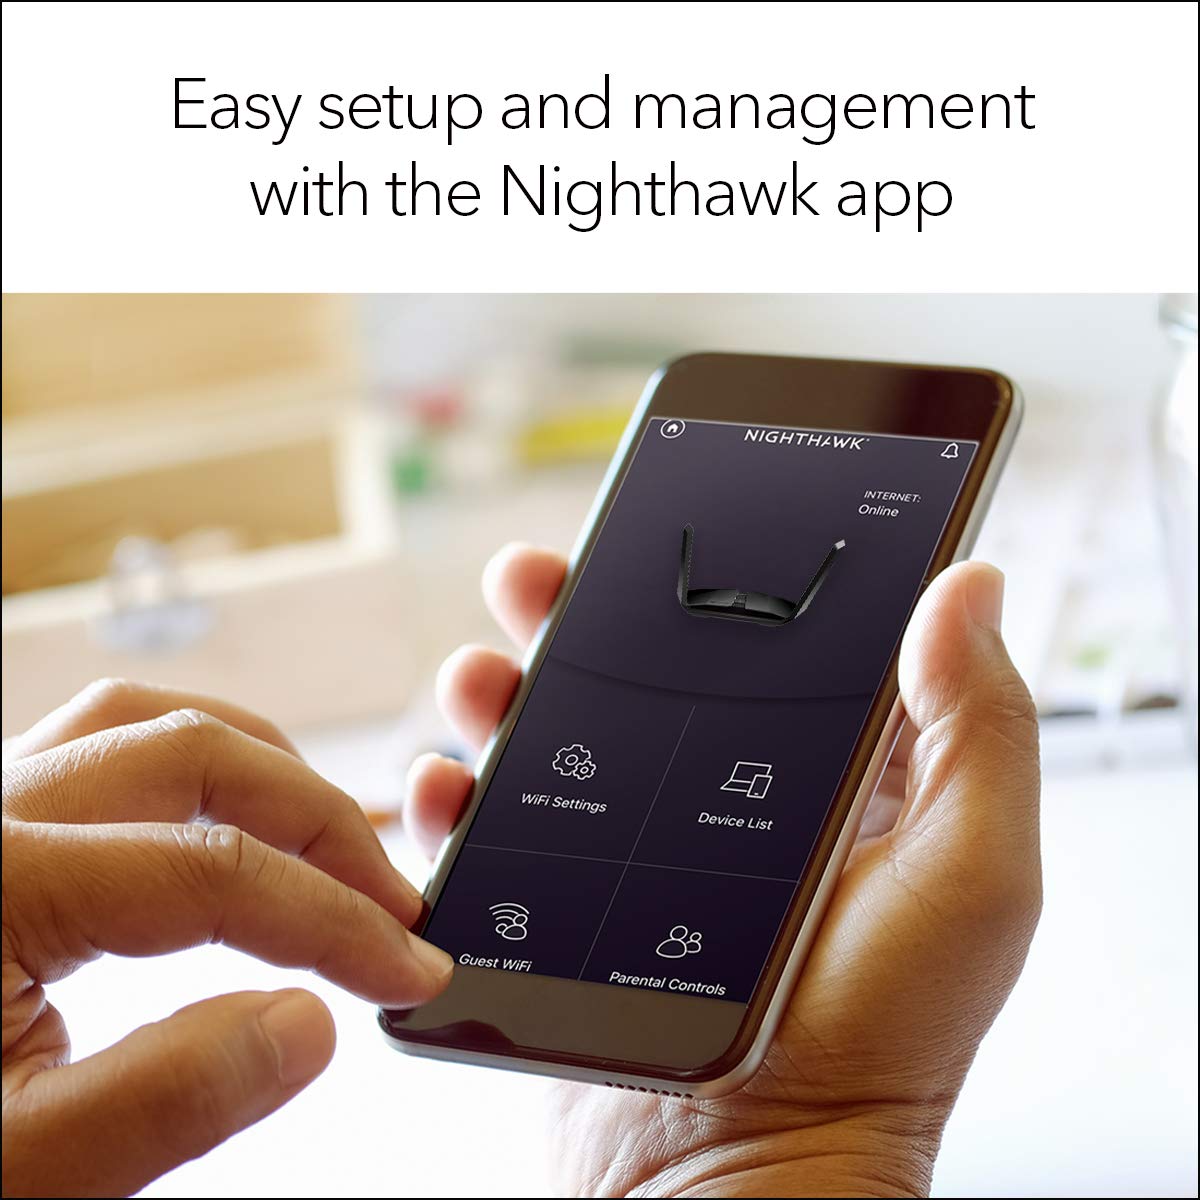 Easy setup and management
with the Nighthawk app
NIGHTHAWK
INTERNET:
Online
WiFi Settings
Device List
Guest WiFi
Parental Controls